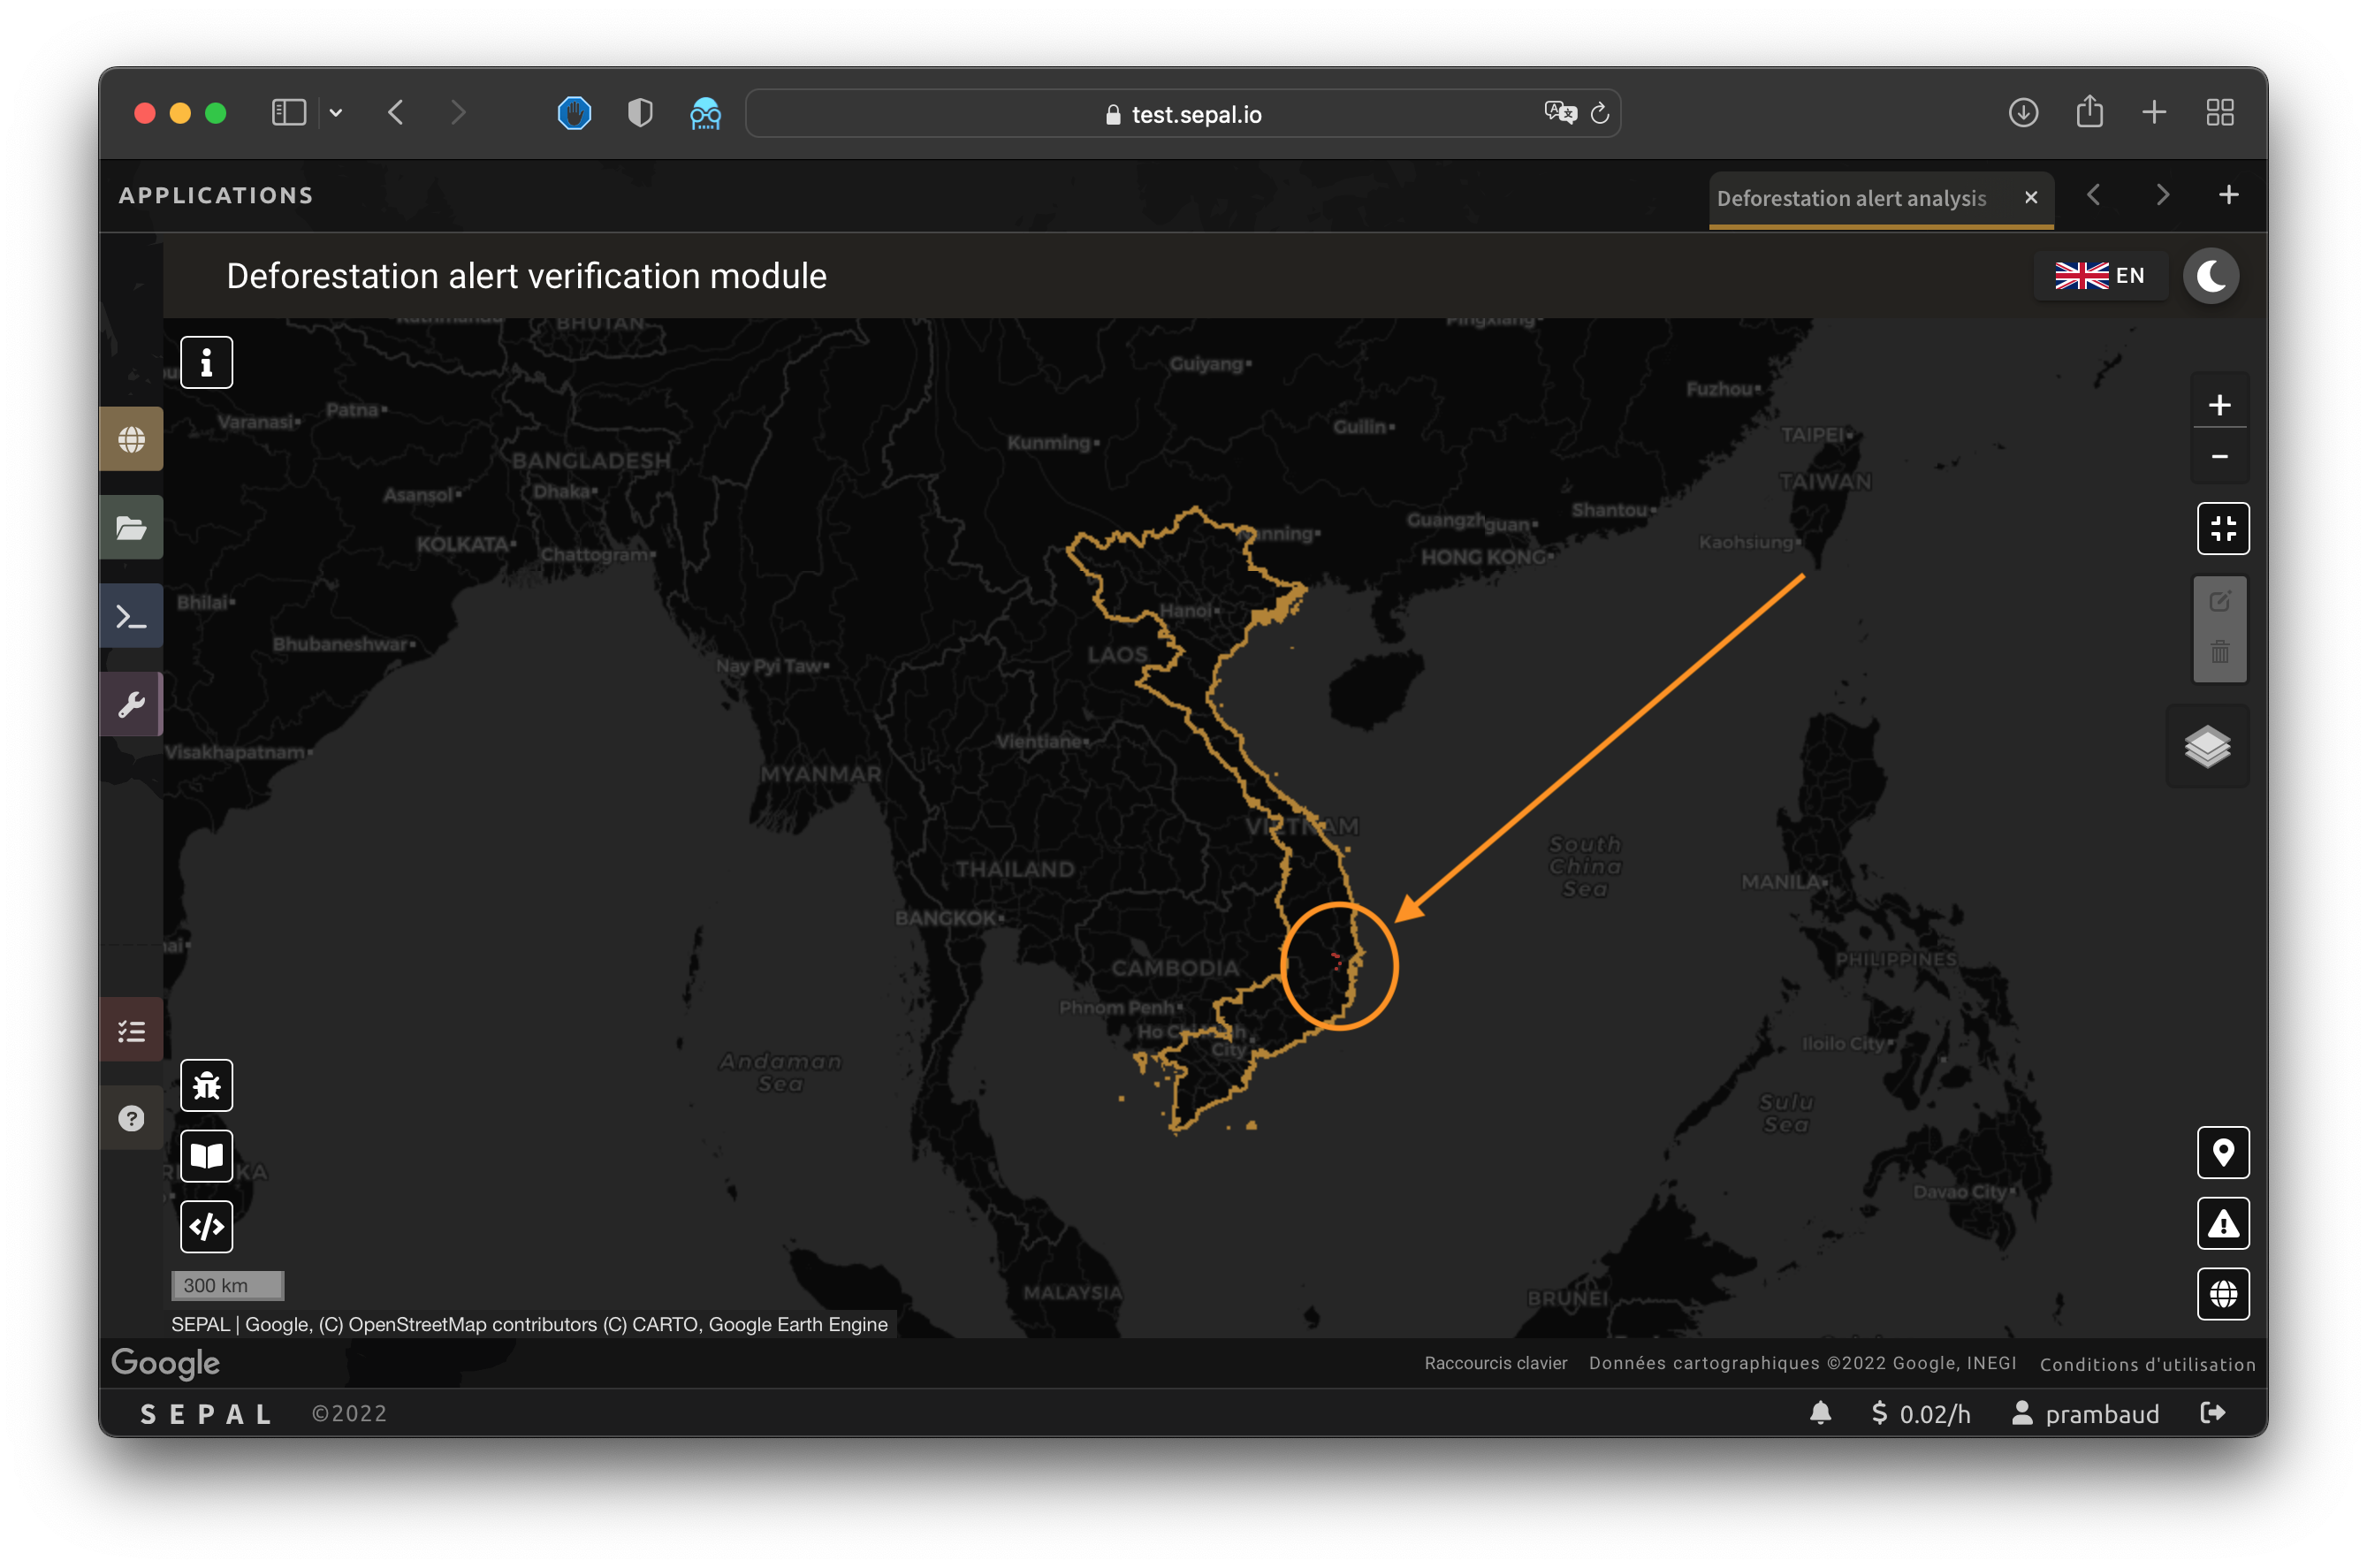 test.sepal.io
APPLICATIONS
Deforestation alert analysis
Deforestation alert verification module
EN
BHUTAN
Guiyang
Fuzhou
Patna
Varanasi
Guilin
Kunming
TAIPEI
BANGLADESH
TAIWAN
Asansol
Dhaka
Shantou
Guangzh
guan
nning
KOLKATA
Chattogram
HONG KONG
Kaohsiung
Bhilai
Hanoi
Bhubaneshwar
LAOS
Nay Pyi Taw
Vientiane
Visakhapatnam
MYANMAR
VIETNAM
South
China
Sea
THAILAND
MANILA
BANGKOK
PHILIPPINES
CAMBODIA
Phnom Penh
Ho Chi Minh
City
Iloilo City
Andaman
Sea
Sulu
Sea
KA
Davao City
300 km
MALAYSIA
BRUNEI
SEPAL | Google, (C) OpenStreetMap contributors (C) CARTO, Google Earth Engine
Google
Raccourcis clavier
Données cartographiques ©2022 Google, INEGI
Conditions d'utilisation
SEPAL
©2022
$ 0.02/h
prambaud